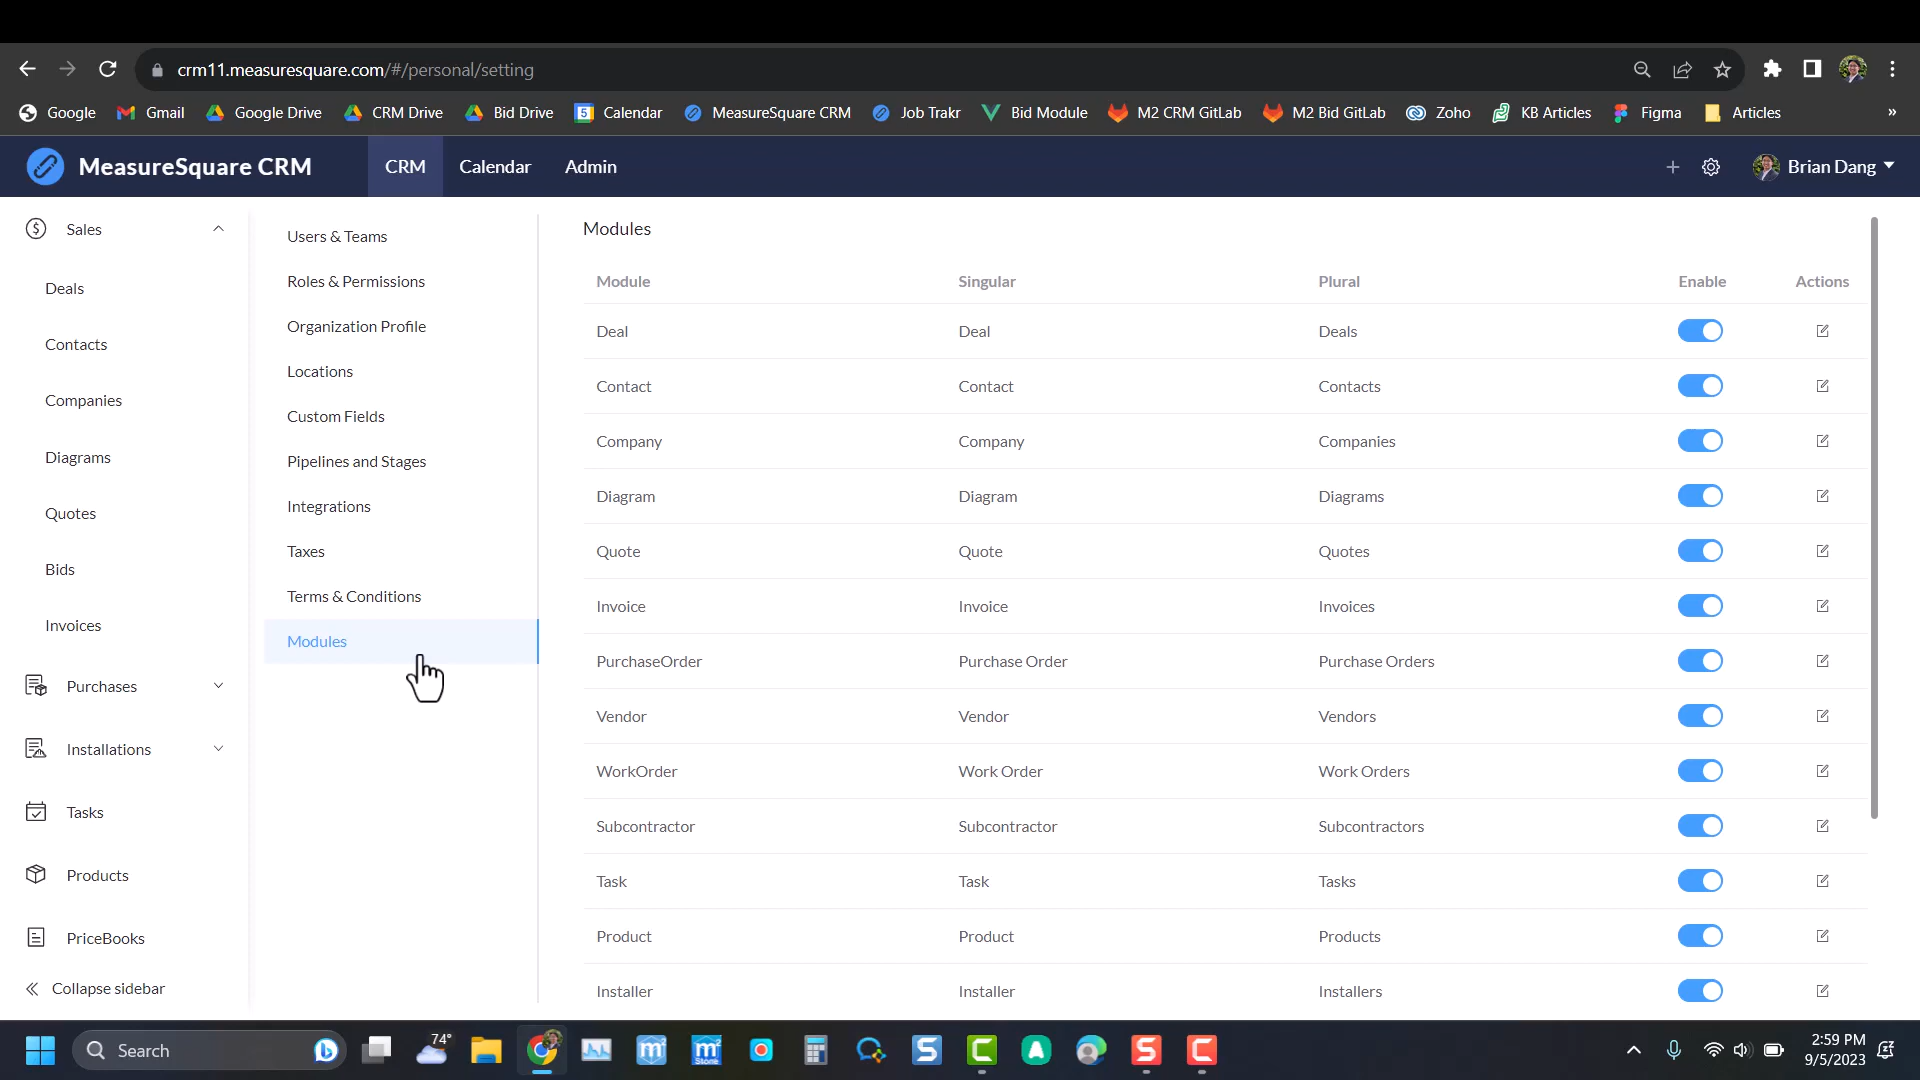 crm11.measuresquare.com/#/personal/setting
Google Gmail Google Drive CRM Drive Bid Drive 5 Calendar MeasureSquare CRM Job Trakr Bid Module M2 CRM GitLab M2 Bid GitLab Zoho KB Articles Figma Articles »
MeasureSquare CRM CRM Calendar Admin + Brian Dang
Sales
Deals
Contacts
Companies
Diagrams
Quotes
Bids
Invoices
Purchases
Installations
Tasks
Products
PriceBooks
Collapse sidebar
Users & Teams
Roles & Permissions
Organization Profile
Locations
Custom Fields
Pipelines and Stages
Integrations
Taxes
Terms & Conditions
Modules
Modules
Module Singular Plural Enable Actions
Deal Deal Deals
Contact Contact Contacts
Company Company Companies
Diagram Diagram Diagrams
Quote Quote Quotes
Invoice Invoice Invoices
PurchaseOrder Purchase Order Purchase Orders
Vendor Vendor Vendors
WorkOrder Work Order Work Orders
Subcontractor Subcontractor Subcontractors
Task Task Tasks
Product Product Products
Installer Installer Installers
Search 74° 2:59 PM
9/5/2023